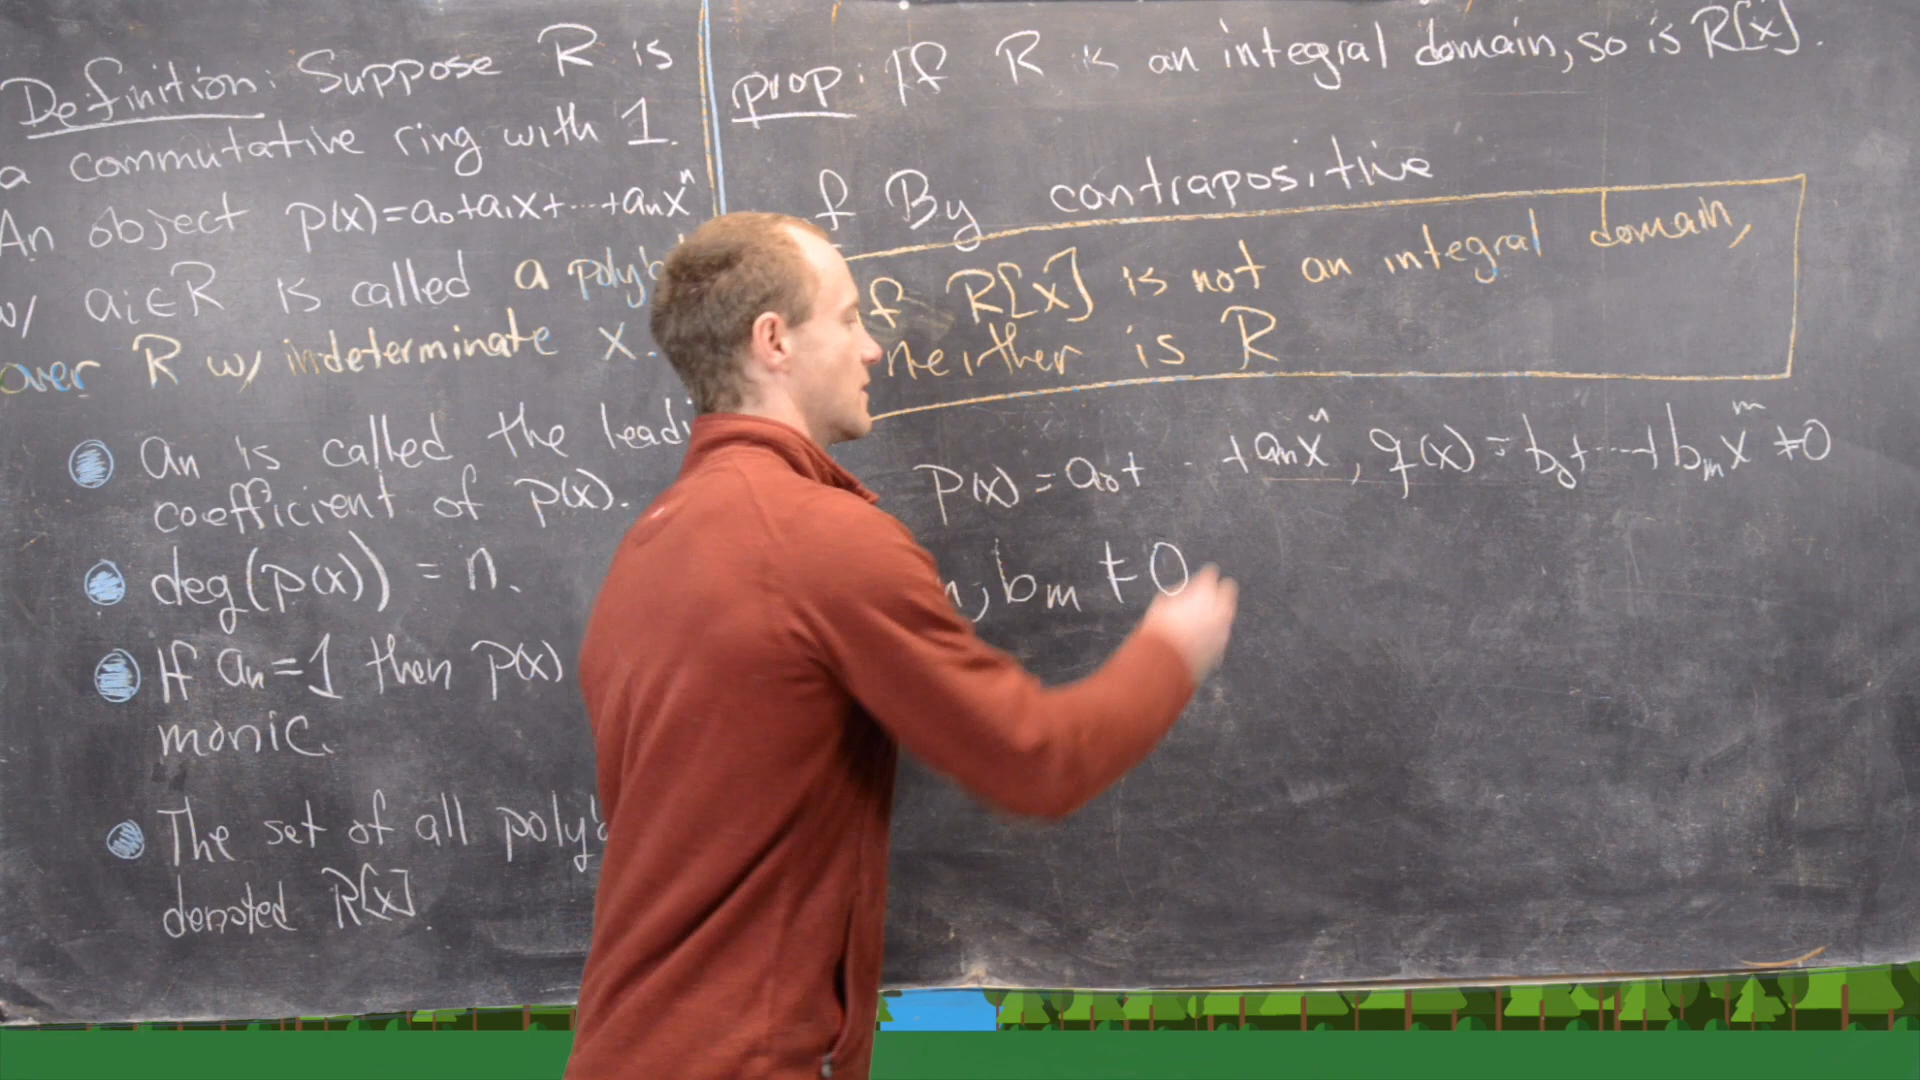 Definition: Suppose R is
a commutative ring with 1.
An object p(x)=a₀+a₁x+⋯+aₙxⁿ
w/ aᵢ∈R is called a
over R w/ indeterminate x.
• aₙ is called the
coefficient of p(x).
• deg(p(x)) = n.
• If aₙ=1 then p(x)
monic.
• The set of all
denoted R[x].
prop: If R is an integral domain, so is R[x].
By contrapositive
R[x] is not an integral domain,
neither is R
p(x)=a₀+⋯+aₙxⁿ, q(x)=b₀+⋯+bₘxᵐ ≠0
bₘ ≠0